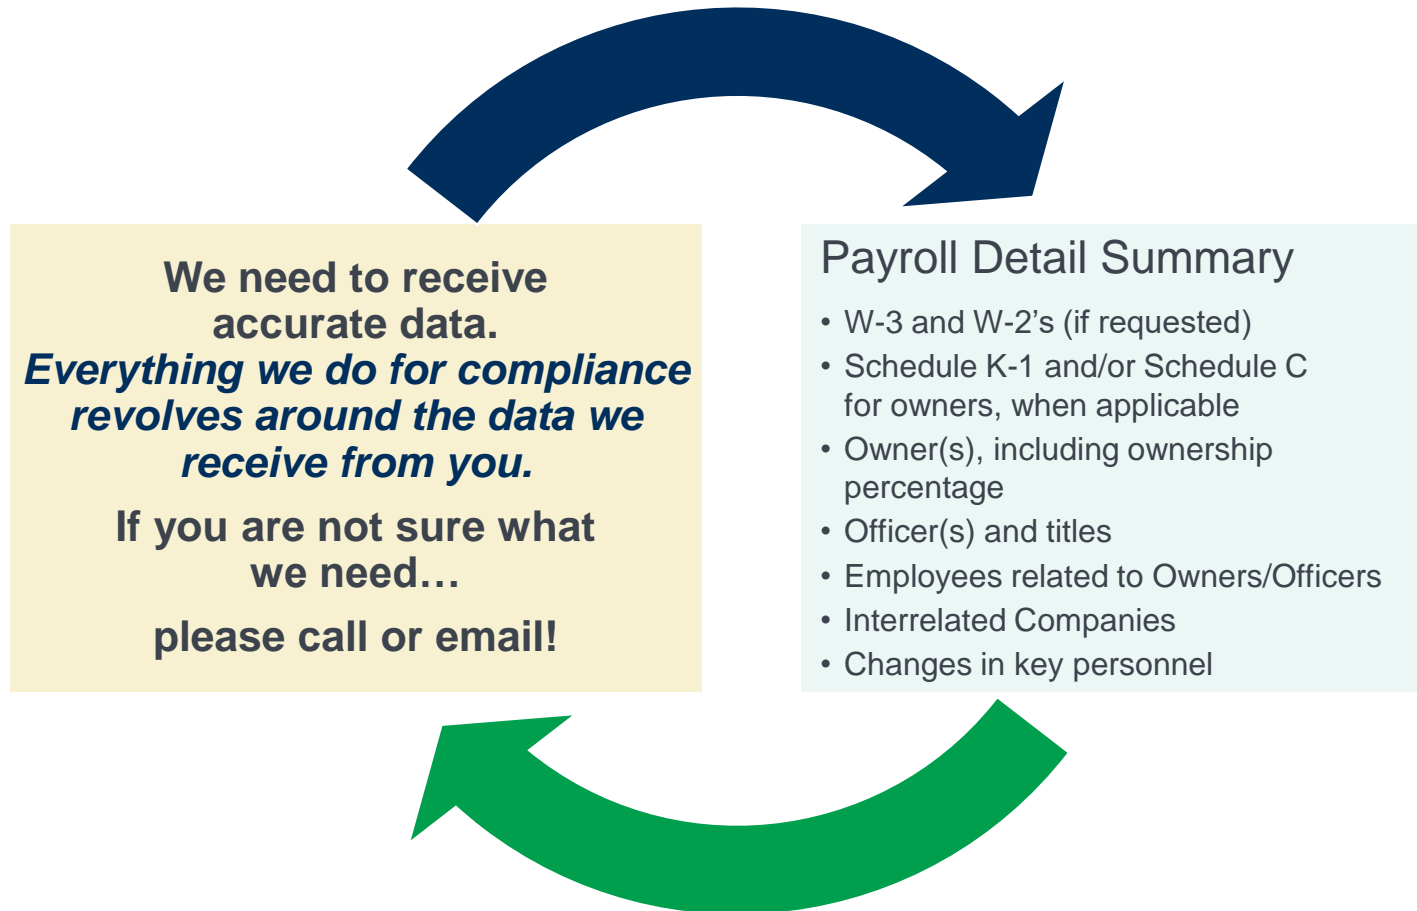 We need to receive
accurate data.
Everything we do for compliance
revolves around the data we
receive from you.
If you are not sure what
we need…
please call or email!
Payroll Detail Summary
• W-3 and W-2’s (if requested)
• Schedule K-1 and/or Schedule C
for owners, when applicable
• Owner(s), including ownership
percentage
• Officer(s) and titles
• Employees related to Owners/Officers
• Interrelated Companies
• Changes in key personnel